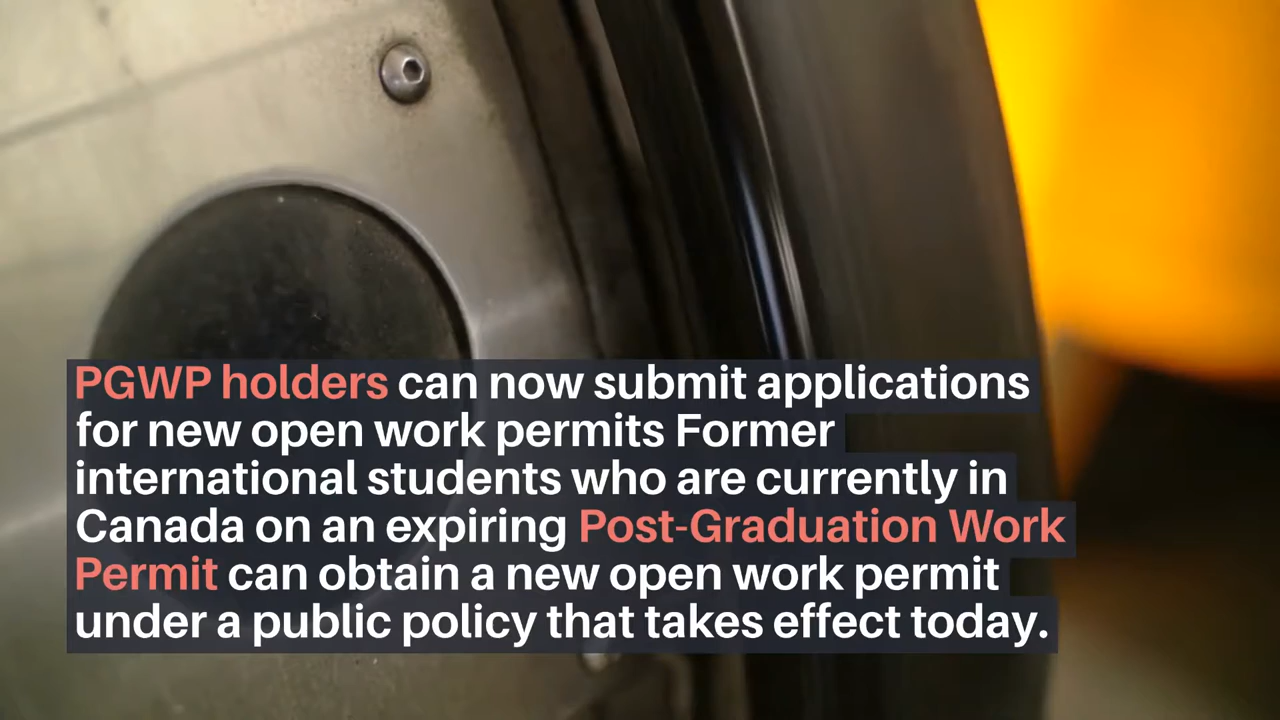 PGWP holders can now submit applications
for new open work permits Former
international students who are currently in
Canada on an expiring Post-Graduation Work
Permit can obtain a new open work permit
under a public policy that takes effect today.